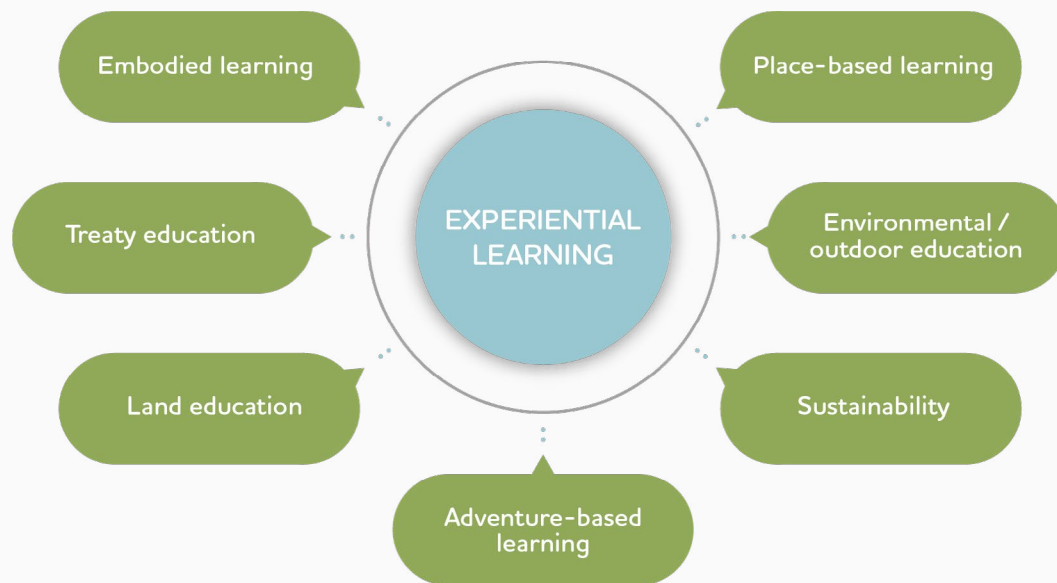 Embodied learning
Place-based learning
EXPERIENTIAL
LEARNING
Treaty education
Environmental /
outdoor education
Land education
Sustainability
Adventure-based
learning